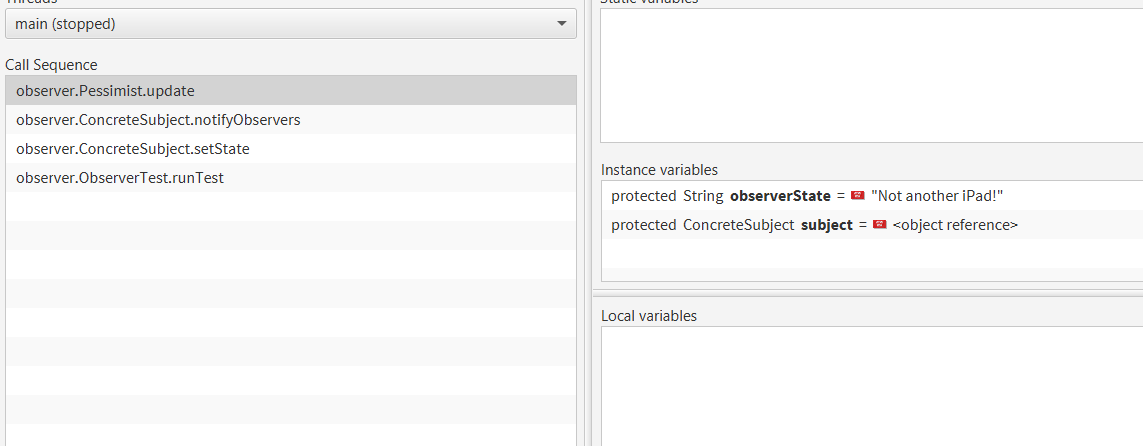 Threads
main (stopped)
Call Sequence
observer.Pessimist.update
observer.ConcreteSubject.notifyObservers
observer.ConcreteSubject.setState
observer.ObserverTest.runTest
Static variables
Instance variables
protected String observerState = "Not another iPad!"
protected ConcreteSubject subject = <object reference>
Local variables